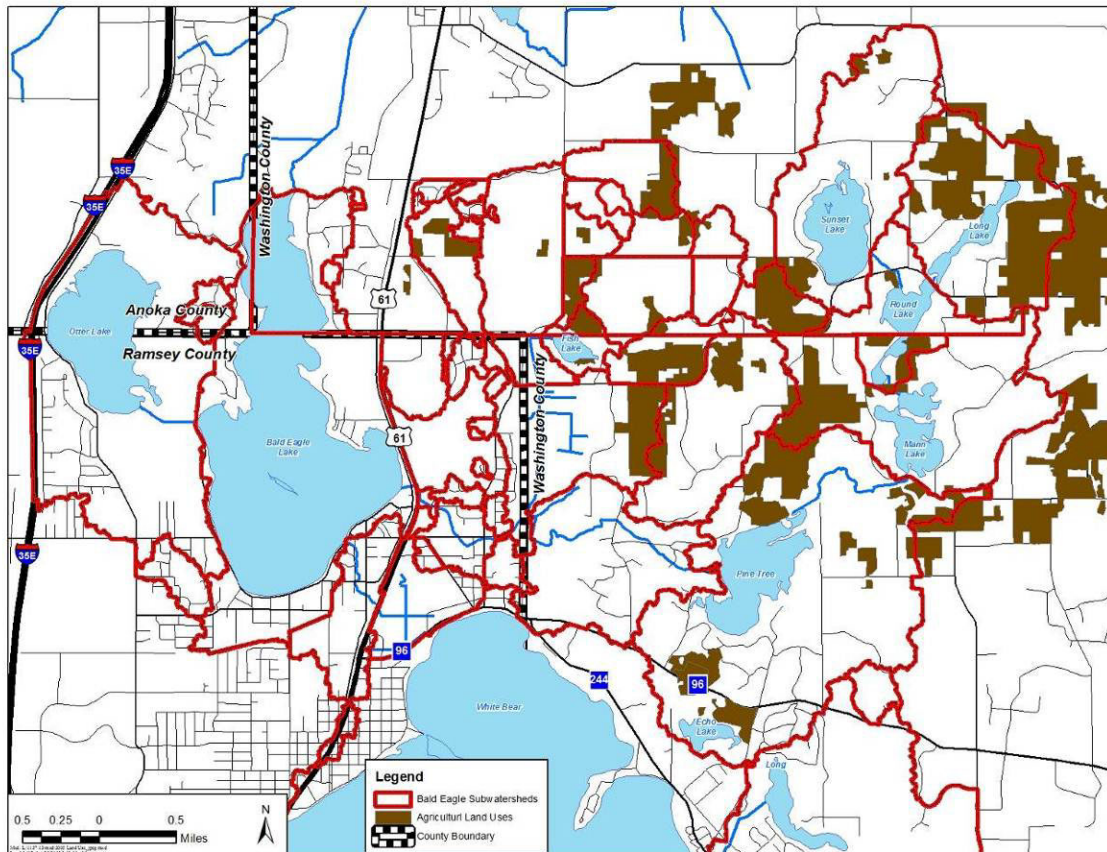 35E
35E
Washington County
Sunset
Lake
Long
Lake
61
Round
Lake
Anoka County
Otter Lake
Ramsey County
35E
Fish
Lake
Washington County
Bald Eagle
Lake
61
Mann
Lake
35E
Pine Tree
96
244
96
White Bear
Echo
Lake
Long
Legend
Bald Eagle Subwatersheds
Agricultural Land Uses
County Boundary
N
0.5 0.25 0 0.5
Miles